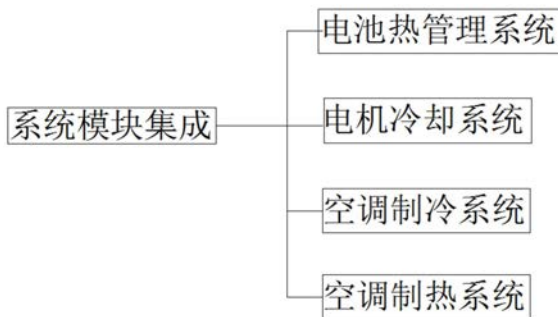 电池热管理系统
系统模块集成
电机冷却系统
空调制冷系统
空调制热系统